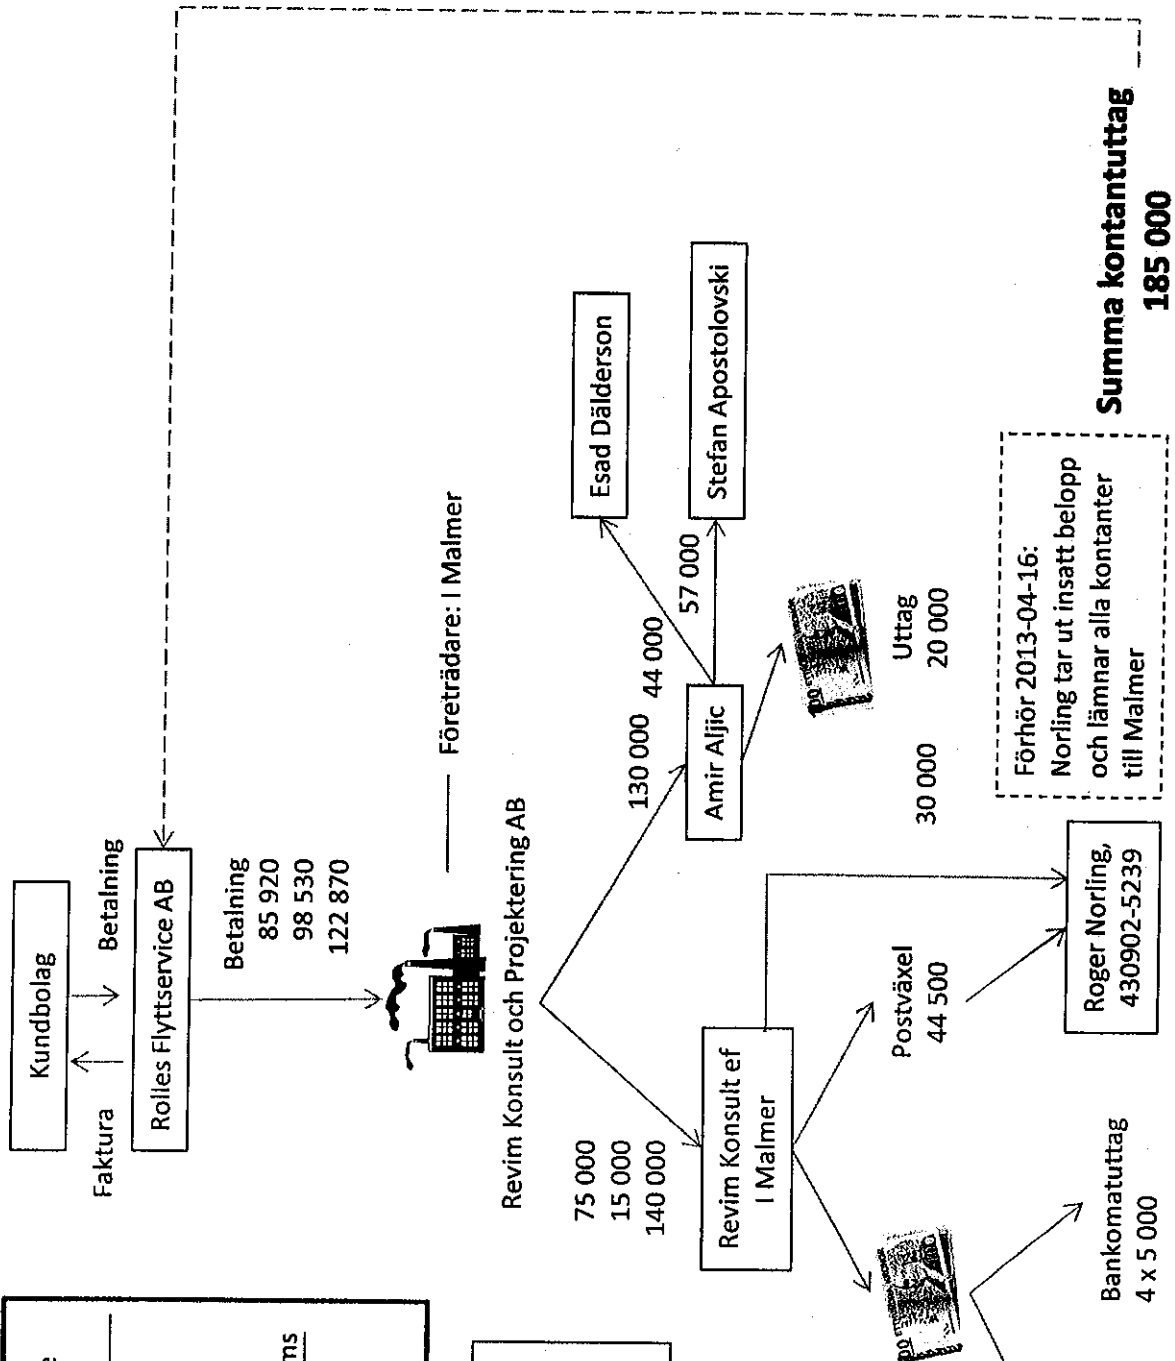 Kundbolag
Faktura
Betalning
Rolles Flyttservice AB
Betalning
85 920
98 530
122 870
Företrädare: I Malmer
Revim Konsult och Projektering AB
75 000
15 000
140 000
130 000
44 000
57 000
Esad Dälderson
Stefan Apostolovski
Revim Konsult ef
I Malmer
Amir Aljic
Postväxel
44 500
30 000
Uttag
20 000
Bankomatuttag
4 x 5 000
Roger Norling,
430902-5239
Förhör 2013-04-16:
Norling tar ut insatt belopp
och lämnar alla kontanter
till Malmer
Summa kontantuttag
185 000